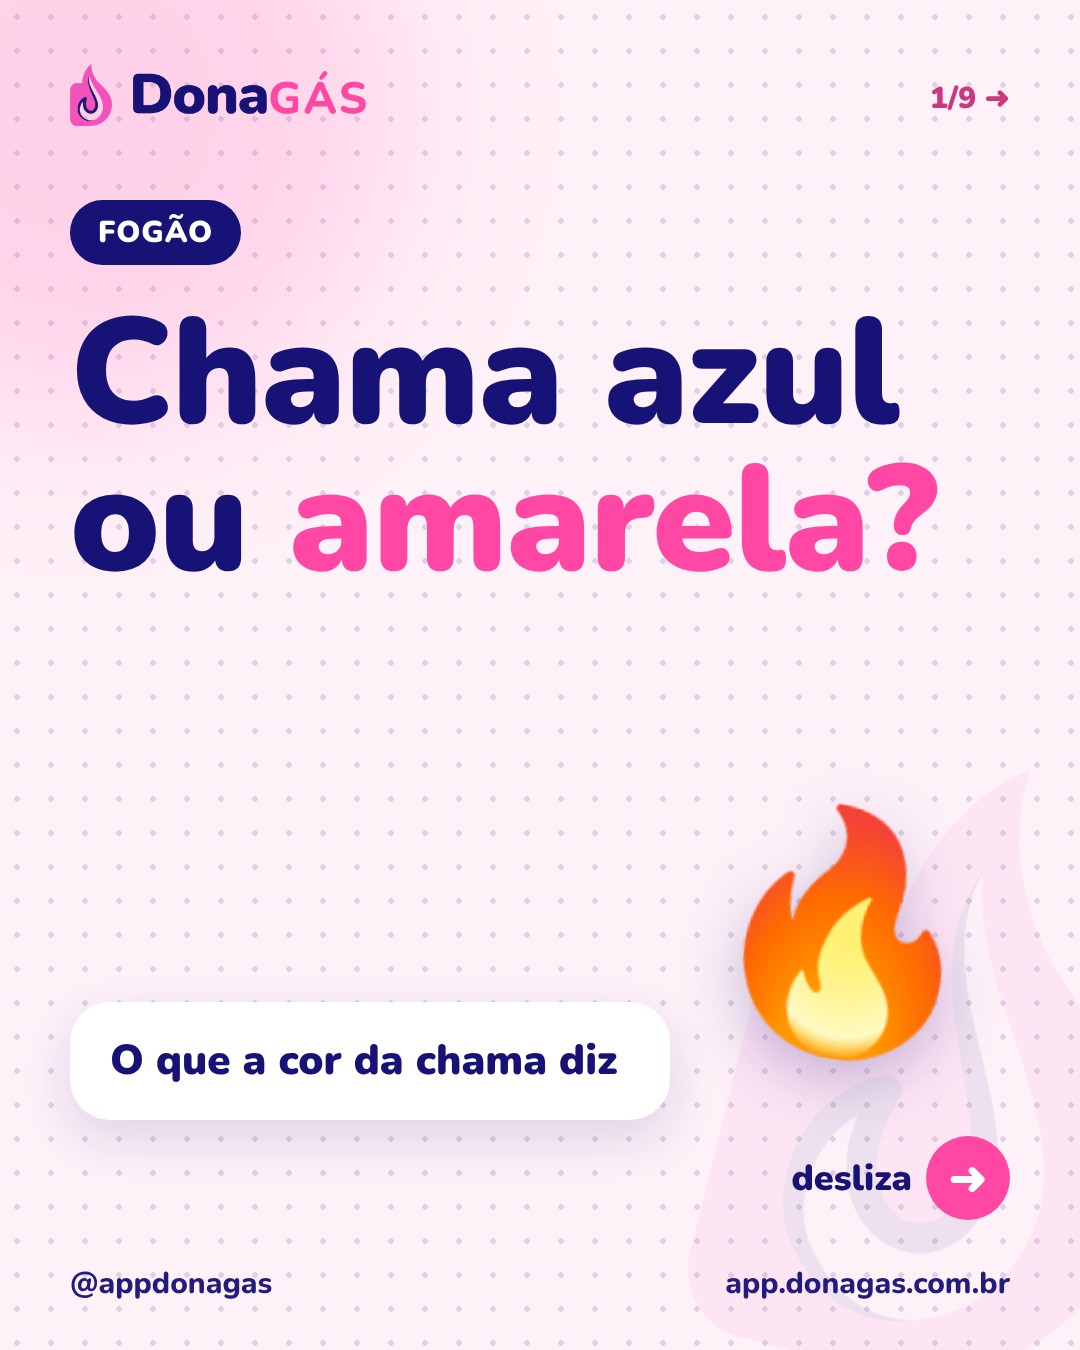 DonaGÁS
1/9 →
FOGÃO
Chama azul
ou amarela?
O que a cor da chama diz
desliza →
@appdonagas
app.donagas.com.br